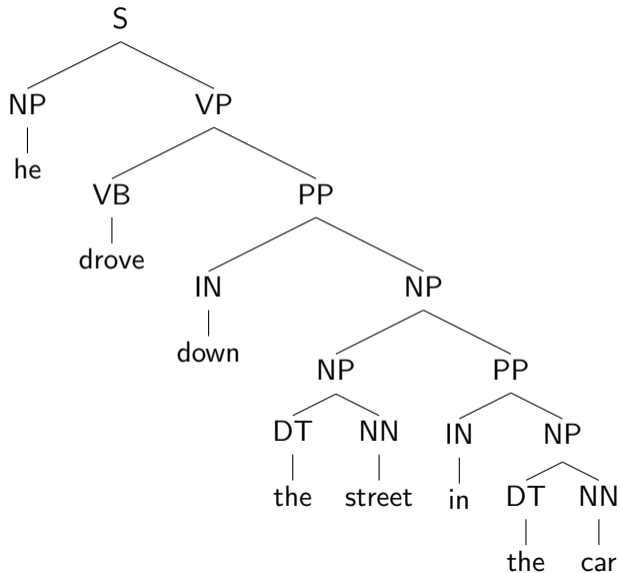 S
NP VP
he
VB PP
drove
IN NP
down
NP PP
DT NN IN NP
the street in
DT NN
the car